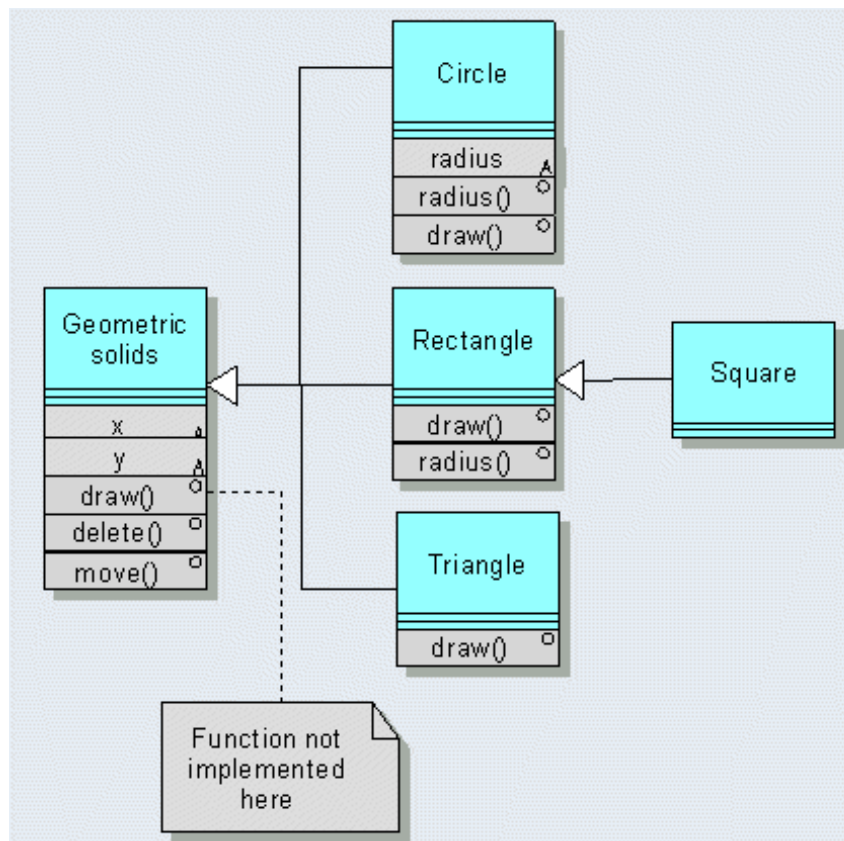 Circle
radius A
radius() O
draw() O
Geometric
solids
x A
y A
draw() O
delete() O
move() O
Rectangle
draw() O
radius() O
Square
Triangle
draw() O
Function not
implemented
here